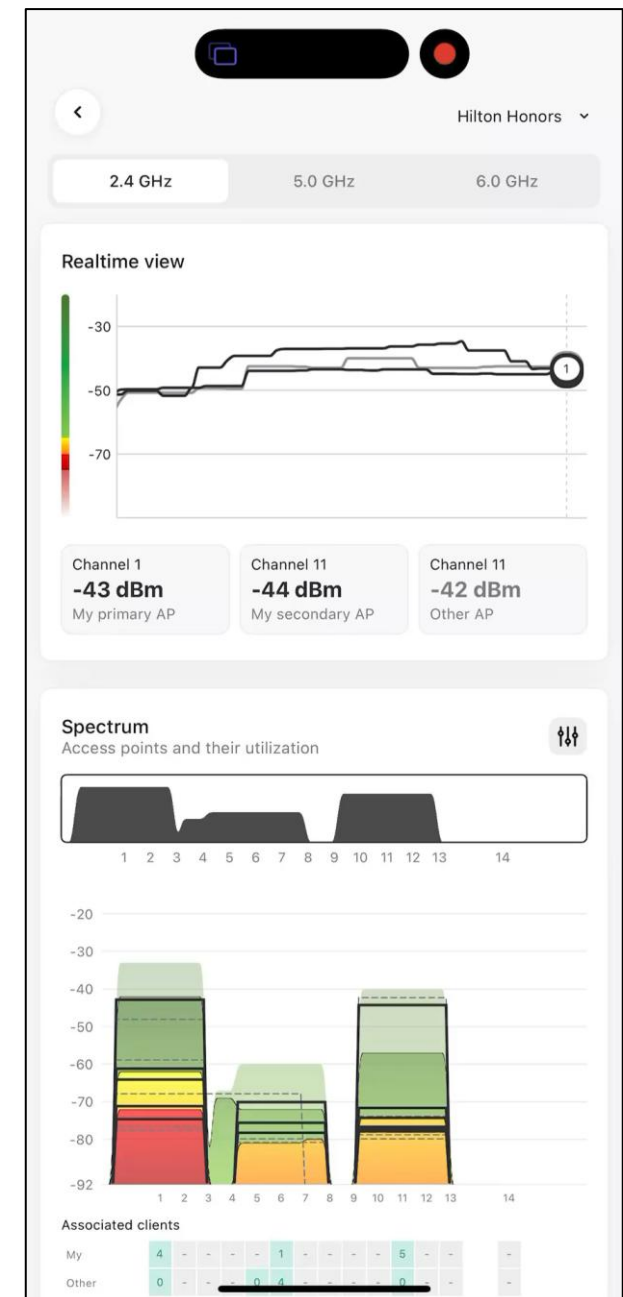 Hilton Honors
2.4 GHz 5.0 GHz 6.0 GHz
Realtime view
-30
-50
-70
1
Channel 1 Channel 11 Channel 11
-43 dBm -44 dBm -42 dBm
My primary AP My secondary AP Other AP
Spectrum
Access points and their utilization
1 2 3 4 5 6 7 8 9 10 11 12 13 14
-20
-30
-40
-50
-60
-70
-80
-92
1 2 3 4 5 6 7 8 9 10 11 12 13 14
Associated clients
My 4 - - - - 1 - - - - 5 - - -
Other 0 - - - 0 4 - - - - 0 - - -